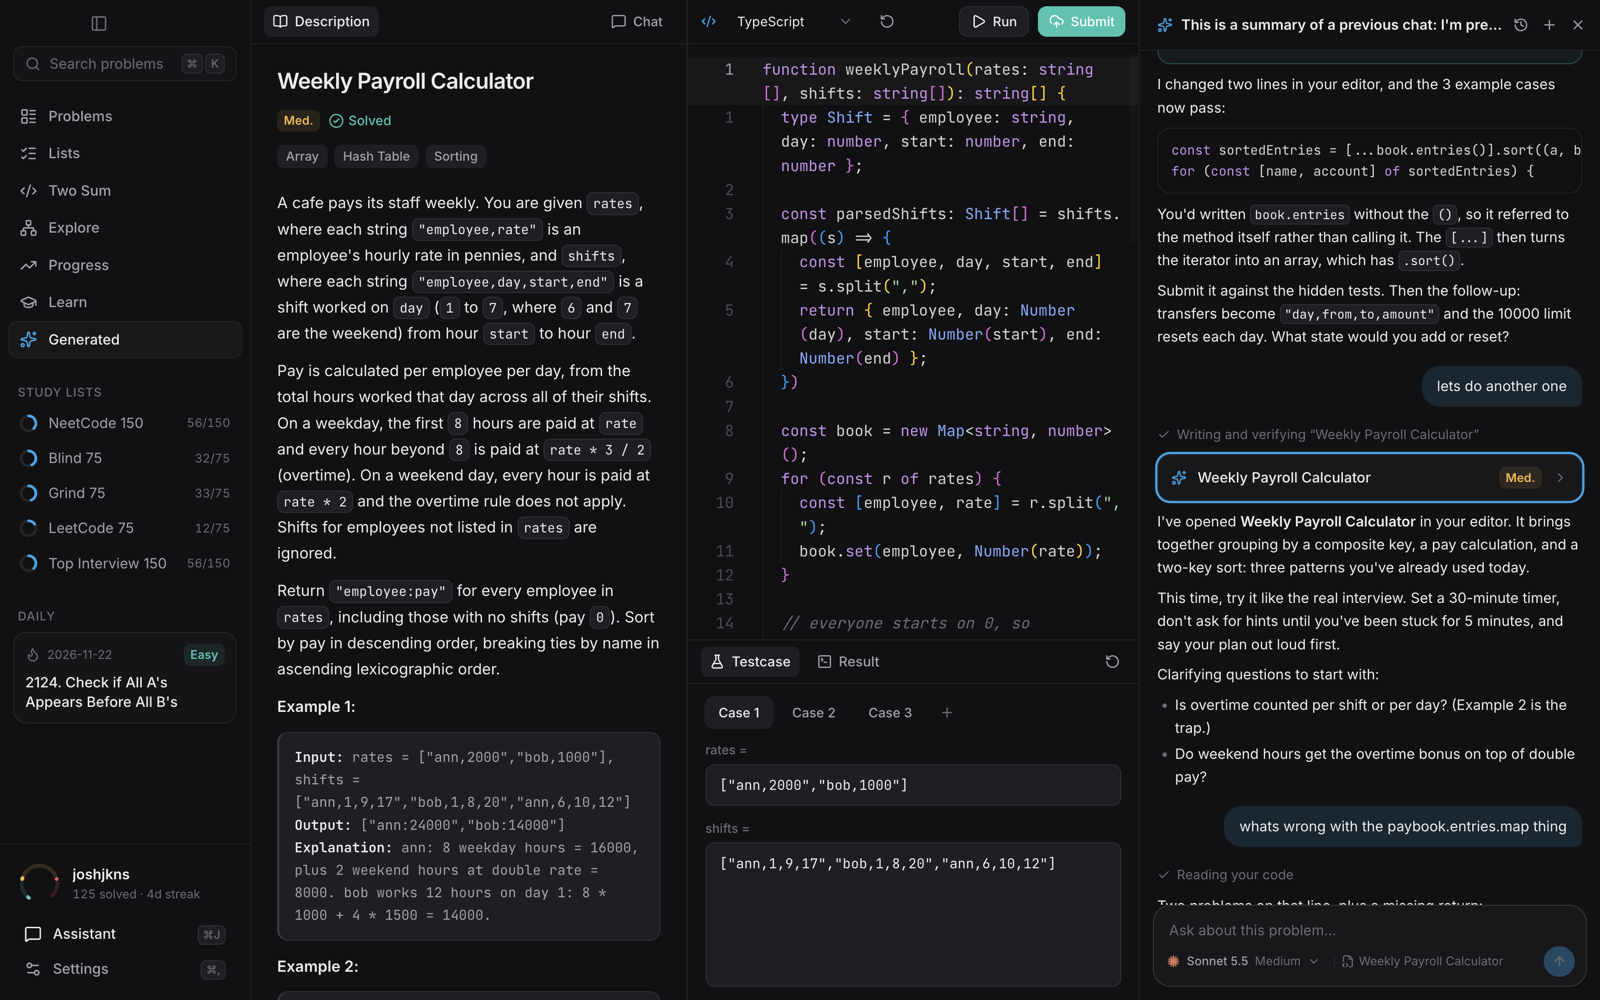 Search problems ⌘ K
Problems
Lists
Two Sum
Explore
Progress
Learn
Generated
STUDY LISTS
NeetCode 150 56/150
Blind 75 32/75
Grind 75 33/75
LeetCode 75 12/75
Top Interview 150 56/150
DAILY
2026-11-22 Easy
2124. Check if All A's
Appears Before All B's
joshjkns
125 solved · 4d streak
Assistant ⌘J
Settings ⌘,
Description Chat
Weekly Payroll Calculator
Med. Solved
Array Hash Table Sorting
A cafe pays its staff weekly. You are given rates,
where each string "employee,rate" is an
employee's hourly rate in pennies, and shifts,
where each string "employee,day,start,end" is a
shift worked on day (1 to 7, where 6 and 7
are the weekend) from hour start to hour end.
Pay is calculated per employee per day, from the
total hours worked that day across all of their shifts.
On a weekday, the first 8 hours are paid at rate
and every hour beyond 8 is paid at rate * 3 / 2
(overtime). On a weekend day, every hour is paid at
rate * 2 and the overtime rule does not apply.
Shifts for employees not listed in rates are
ignored.
Return "employee:pay" for every employee in
rates, including those with no shifts (pay 0). Sort
by pay in descending order, breaking ties by name in
ascending lexicographic order.
Example 1:
Input: rates = ["ann,2000","bob,1000"],
shifts =
["ann,1,9,17","bob,1,8,20","ann,6,10,12"]
Output: ["ann:24000","bob:14000"]
Explanation: ann: 8 weekday hours = 16000,
plus 2 weekend hours at double rate =
8000. bob works 12 hours on day 1: 8 *
1000 + 4 * 1500 = 14000.
Example 2:
TypeScript Run Submit
1 function weeklyPayroll(rates: string
[], shifts: string[]): string[] {
1 type Shift = { employee: string,
day: number, start: number, end:
number };
2
3 const parsedShifts: Shift[] = shifts.
map((s) => {
4 const [employee, day, start, end]
= s.split(",");
5 return { employee, day: Number
(day), start: Number(start), end:
Number(end) };
6 })
7
8 const book = new Map<string, number>
();
9 for (const r of rates) {
10 const [employee, rate] = r.split(",
");
11 book.set(employee, Number(rate));
12 }
13
14 // everyone starts on 0, so
Testcase Result
Case 1 Case 2 Case 3 +
rates =
["ann,2000","bob,1000"]
shifts =
["ann,1,9,17","bob,1,8,20","ann,6,10,12"]
This is a summary of a previous chat: I'm pre...
I changed two lines in your editor, and the 3 example cases
now pass:
const sortedEntries = [...book.entries()].sort((a, b
for (const [name, account] of sortedEntries) {
You'd written book.entries without the (), so it referred to
the method itself rather than calling it. The [...] then turns
the iterator into an array, which has .sort().
Submit it against the hidden tests. Then the follow-up:
transfers become "day,from,to,amount" and the 10000 limit
resets each day. What state would you add or reset?
lets do another one
Writing and verifying “Weekly Payroll Calculator”
Weekly Payroll Calculator Med.
I've opened Weekly Payroll Calculator in your editor. It brings
together grouping by a composite key, a pay calculation, and a
two-key sort: three patterns you've already used today.
This time, try it like the real interview. Set a 30-minute timer,
don't ask for hints until you've been stuck for 5 minutes, and
say your plan out loud first.
Clarifying questions to start with:
• Is overtime counted per shift or per day? (Example 2 is the
trap.)
• Do weekend hours get the overtime bonus on top of double
pay?
whats wrong with the paybook.entries.map thing
Reading your code
Two problems on that line, plus a missing return:
Ask about this problem...
Sonnet 5.5 Medium Weekly Payroll Calculator